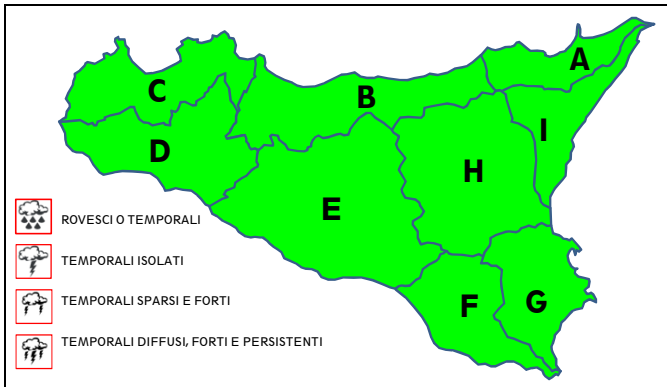 A
C
B
I
D
H
E
ROVESCI O TEMPORALI
TEMPORALI ISOLATI
F
G
TEMPORALI SPARSI E FORTI
TEMPORALI DIFFUSI, FORTI E PERSISTENTI